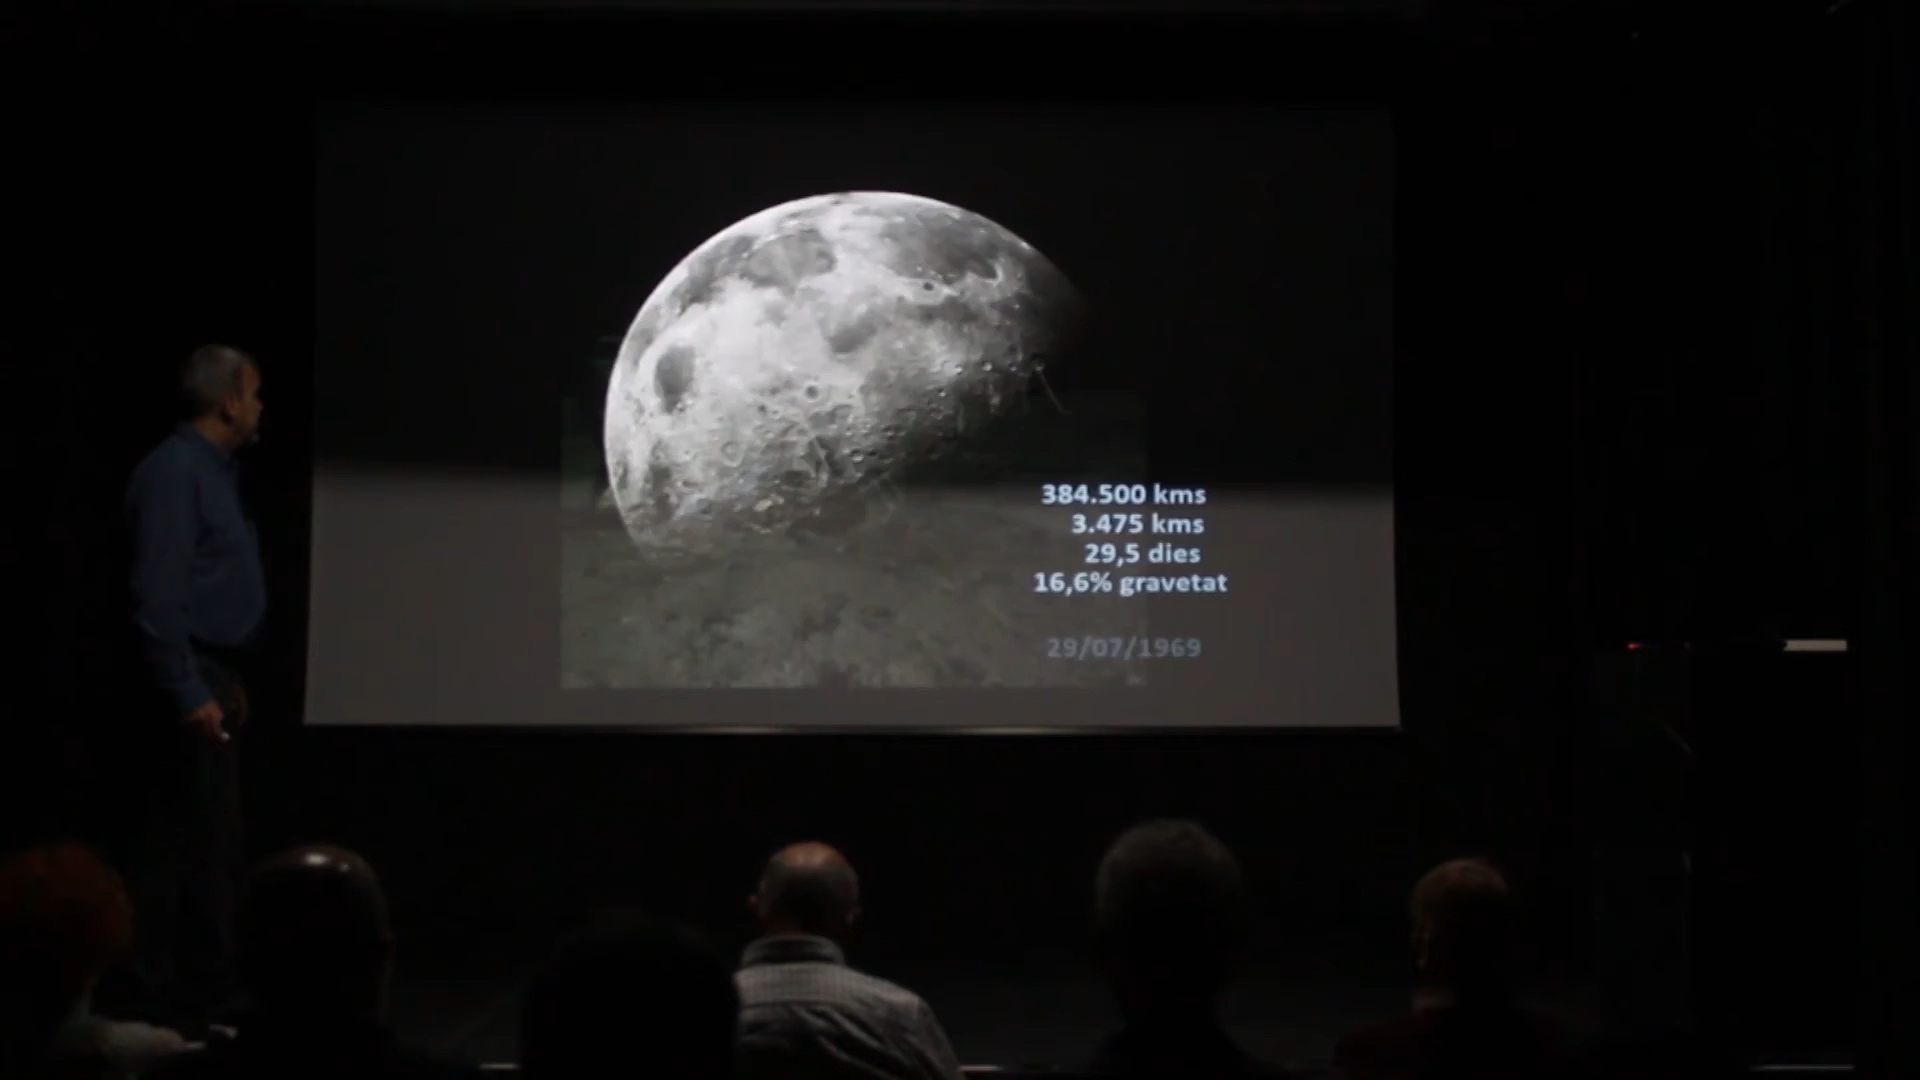 384.500 kms
3.475 kms
29,5 dies
16,6% gravetat
29/07/1969